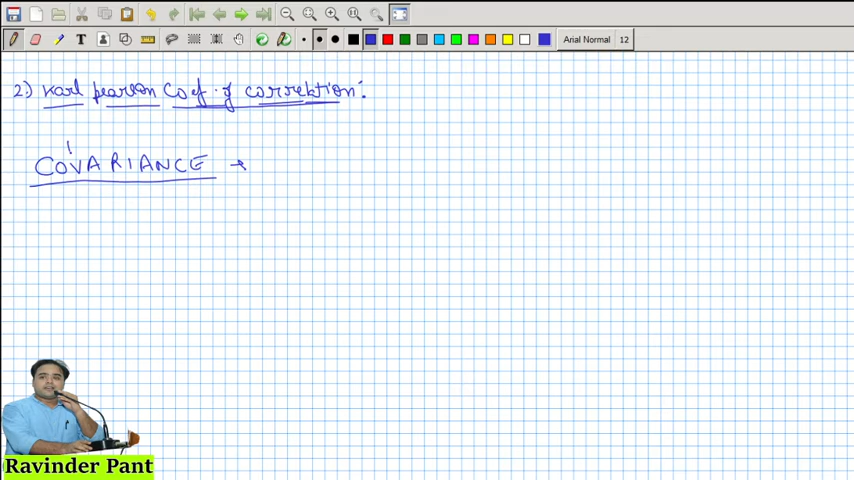 Arial Normal 12
2.) Karl pearson Coef. of correlation:
COVARIANCE →
Ravinder Pant